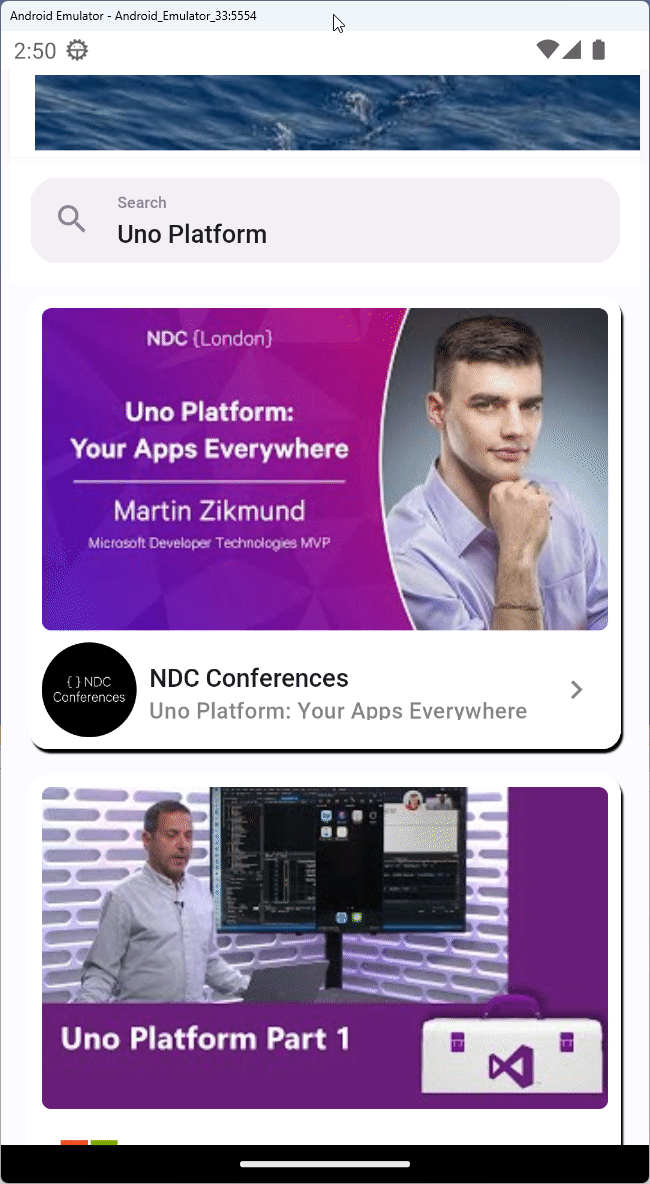 Android Emulator - Android_Emulator_33:5554
2:50
Search
Uno Platform
NDC {London}
Uno Platform:
Your Apps Everywhere
Martin Zikmund
Microsoft Developer Technologies MVP
{ } NDC
Conferences
NDC Conferences
Uno Platform: Your Apps Everywhere
Uno Platform Part 1